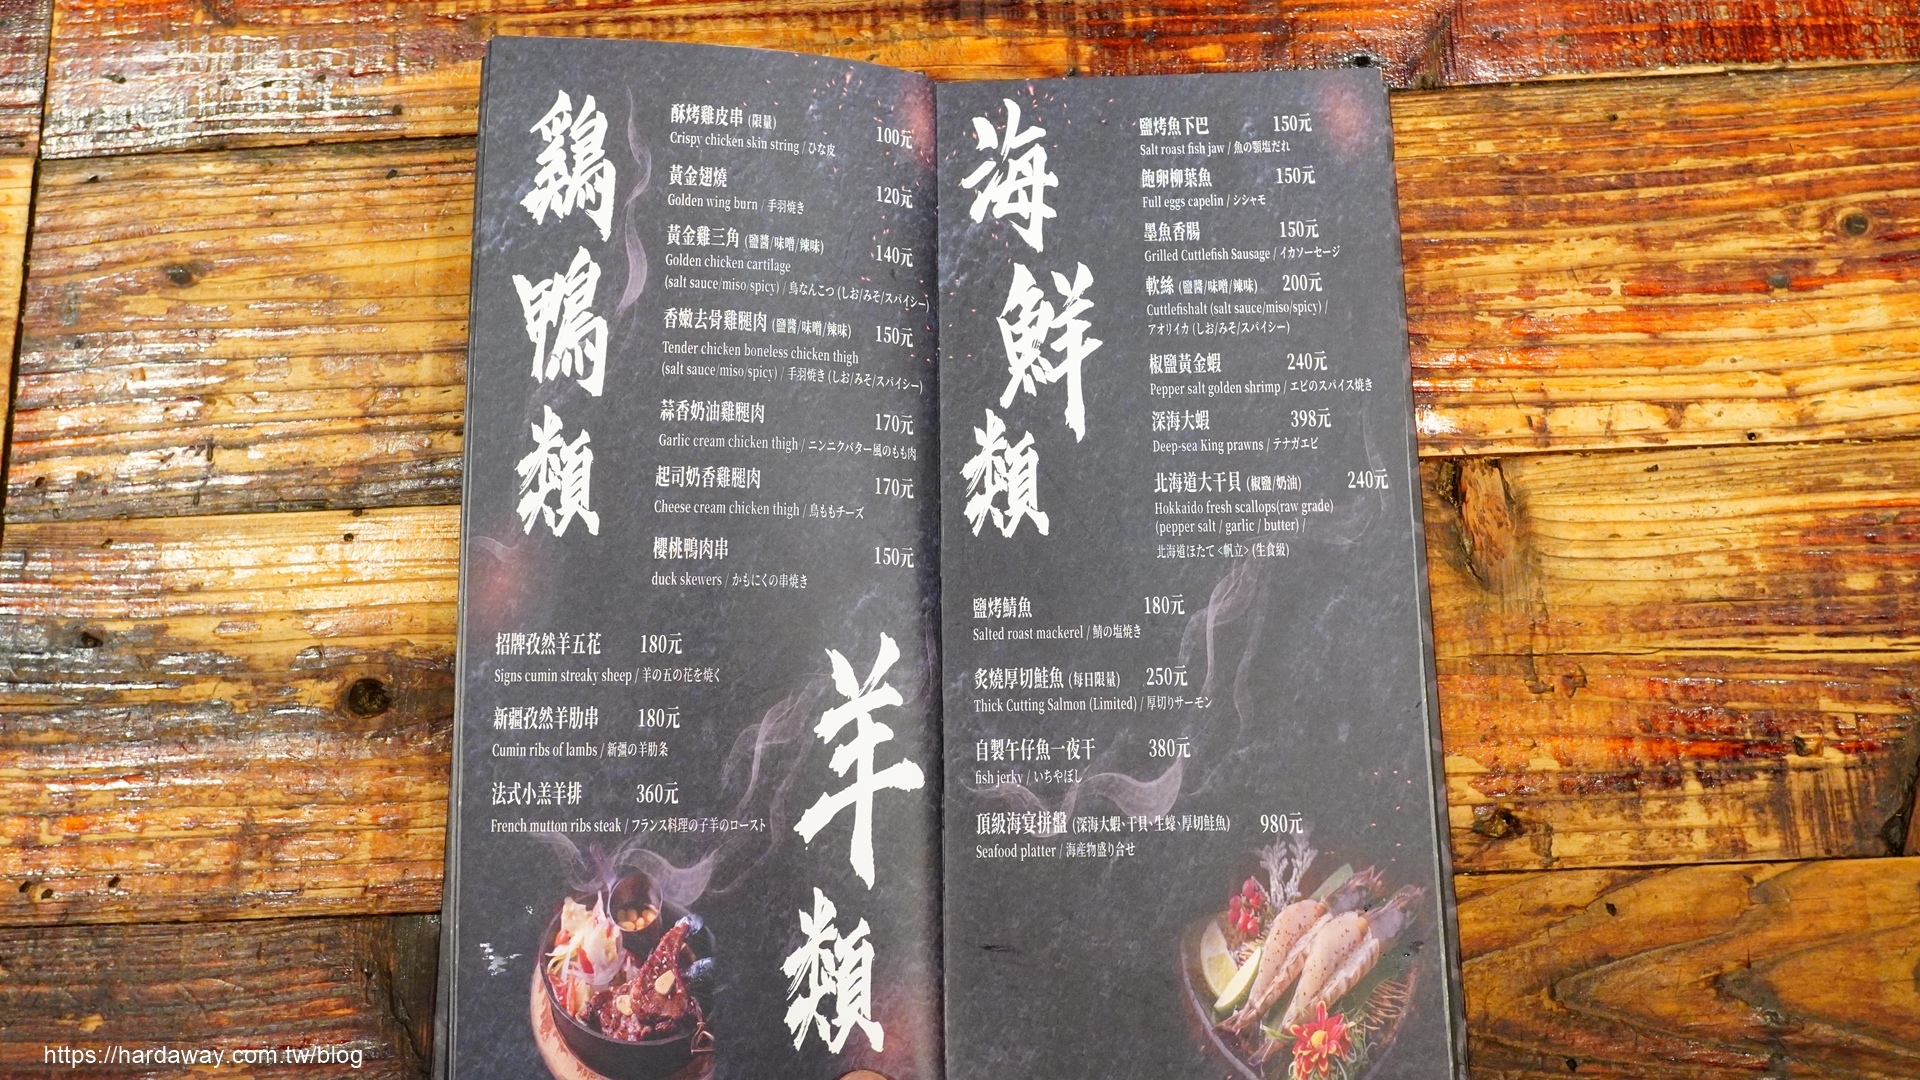 鷄鴨類
酥烤雞皮串 (限量) 100元
Crispy chicken skin string / ひな皮
黃金翅燒 120元
Golden wing burn / 手羽焼き
黃金雞三角 (鹽醬/味噌/辣味) 140元
Golden chicken cartilage
(salt sauce/miso/spicy) / 鳥なんこつ (しお/みそ/スパイシー)
香嫩去骨雞腿肉 (鹽醬/味噌/辣味) 150元
Tender chicken boneless chicken thigh
(salt sauce/miso/spicy) / 手羽焼き (しお/みそ/スパイシー)
蒜香奶油雞腿肉 170元
Garlic cream chicken thigh / ニンニクバター風のもも肉
起司奶香雞腿肉 170元
Cheese cream chicken thigh / 鳥ももチーズ
櫻桃鴨肉串 150元
duck skewers / かもにくの串焼き
羊類
招牌孜然羊五花 180元
Signs cumin streaky sheep / 羊の五の花を焼く
新疆孜然羊肋串 180元
Cumin ribs of lambs / 新彊の羊肋条
法式小羔羊排 360元
French mutton ribs steak / フランス料理の子羊のロースト
海鮮類
鹽烤魚下巴 150元
Salt roast fish jaw / 魚の顎塩だれ
飽卵柳葉魚 150元
Full eggs capelin / シシャモ
墨魚香腸 150元
Grilled Cuttlefish Sausage / イカソーセージ
軟絲 (鹽醬/味噌/辣味) 200元
Cuttlefishalt (salt sauce/miso/spicy) /
アオリイカ (しお/みそ/スパイシー)
椒鹽黃金蝦 240元
Pepper salt golden shrimp / エビのスパイス焼き
深海大蝦 398元
Deep-sea King prawns / テナガエビ
北海道大干貝 (椒鹽/奶油) 240元
Hokkaido fresh scallops(raw grade)
(pepper salt / garlic / butter) /
北海道ほたて <帆立> (生食級)
鹽烤鯖魚 180元
Salted roast mackerel / 鯖の塩焼き
炙燒厚切鮭魚 (每日限量) 250元
Thick Cutting Salmon (Limited) / 厚切りサーモン
自製午仔魚一夜干 380元
fish jerky / いちやぼし
頂級海宴拼盤 (深海大蝦、干貝、生蠔、厚切鮭魚) 980元
Seafood platter / 海産物盛り合せ
https://hardaway.com.tw/blog